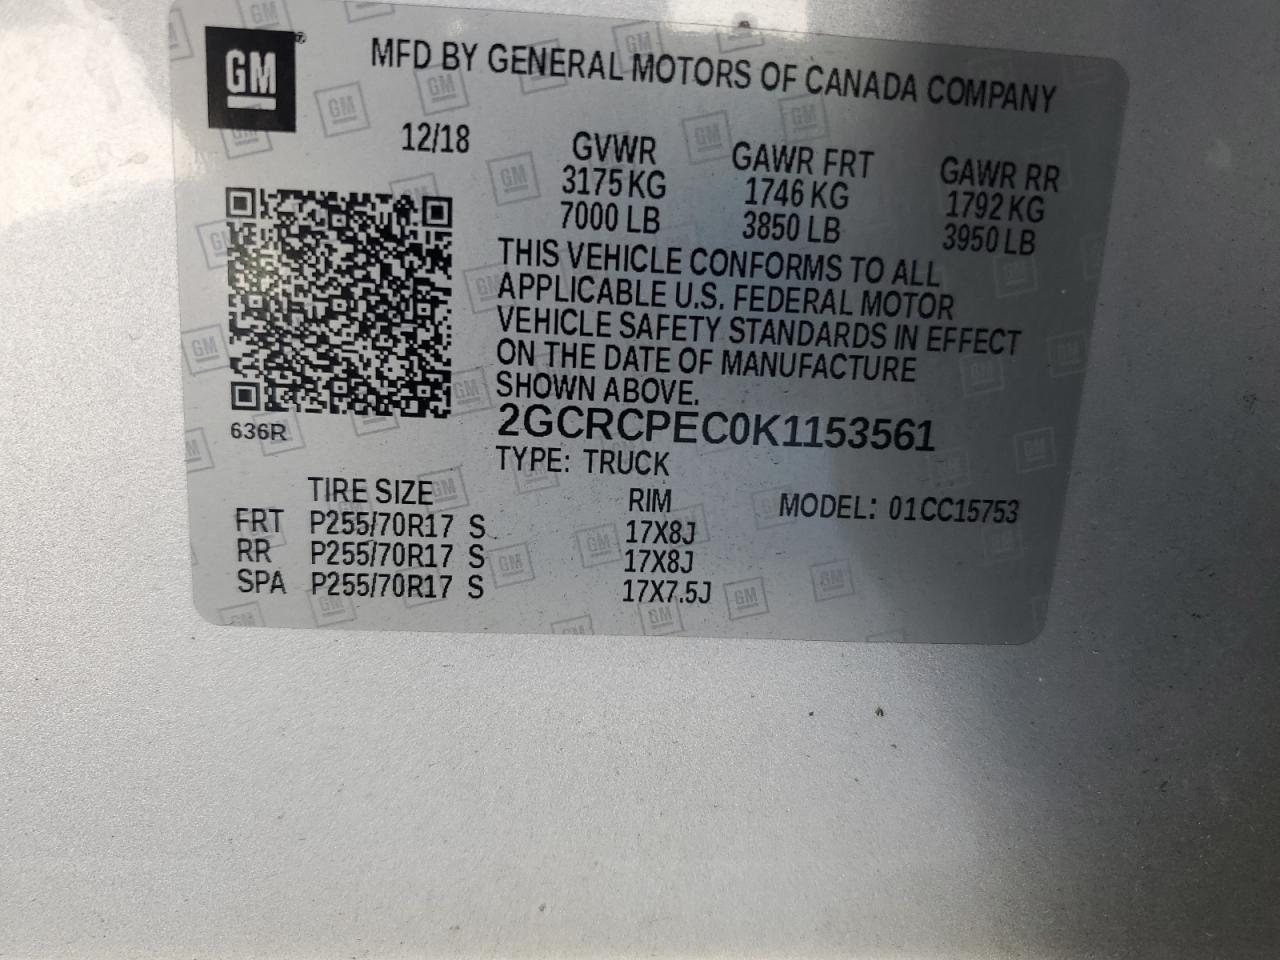 GM
MFD BY GENERAL MOTORS OF CANADA COMPANY
12/18
GVWR
3175 KG
7000 LB
GAWR FRT
1746 KG
3850 LB
GAWR RR
1792 KG
3950 LB
THIS VEHICLE CONFORMS TO ALL
APPLICABLE U.S. FEDERAL MOTOR
VEHICLE SAFETY STANDARDS IN EFFECT
ON THE DATE OF MANUFACTURE
SHOWN ABOVE.
636R
2GCRCPEC0K1153561
TYPE: TRUCK
TIRE SIZE RIM MODEL: 01CC15753
FRT P255/70R17 S 17X8J
RR P255/70R17 S 17X8J
SPA P255/70R17 S 17X7.5J